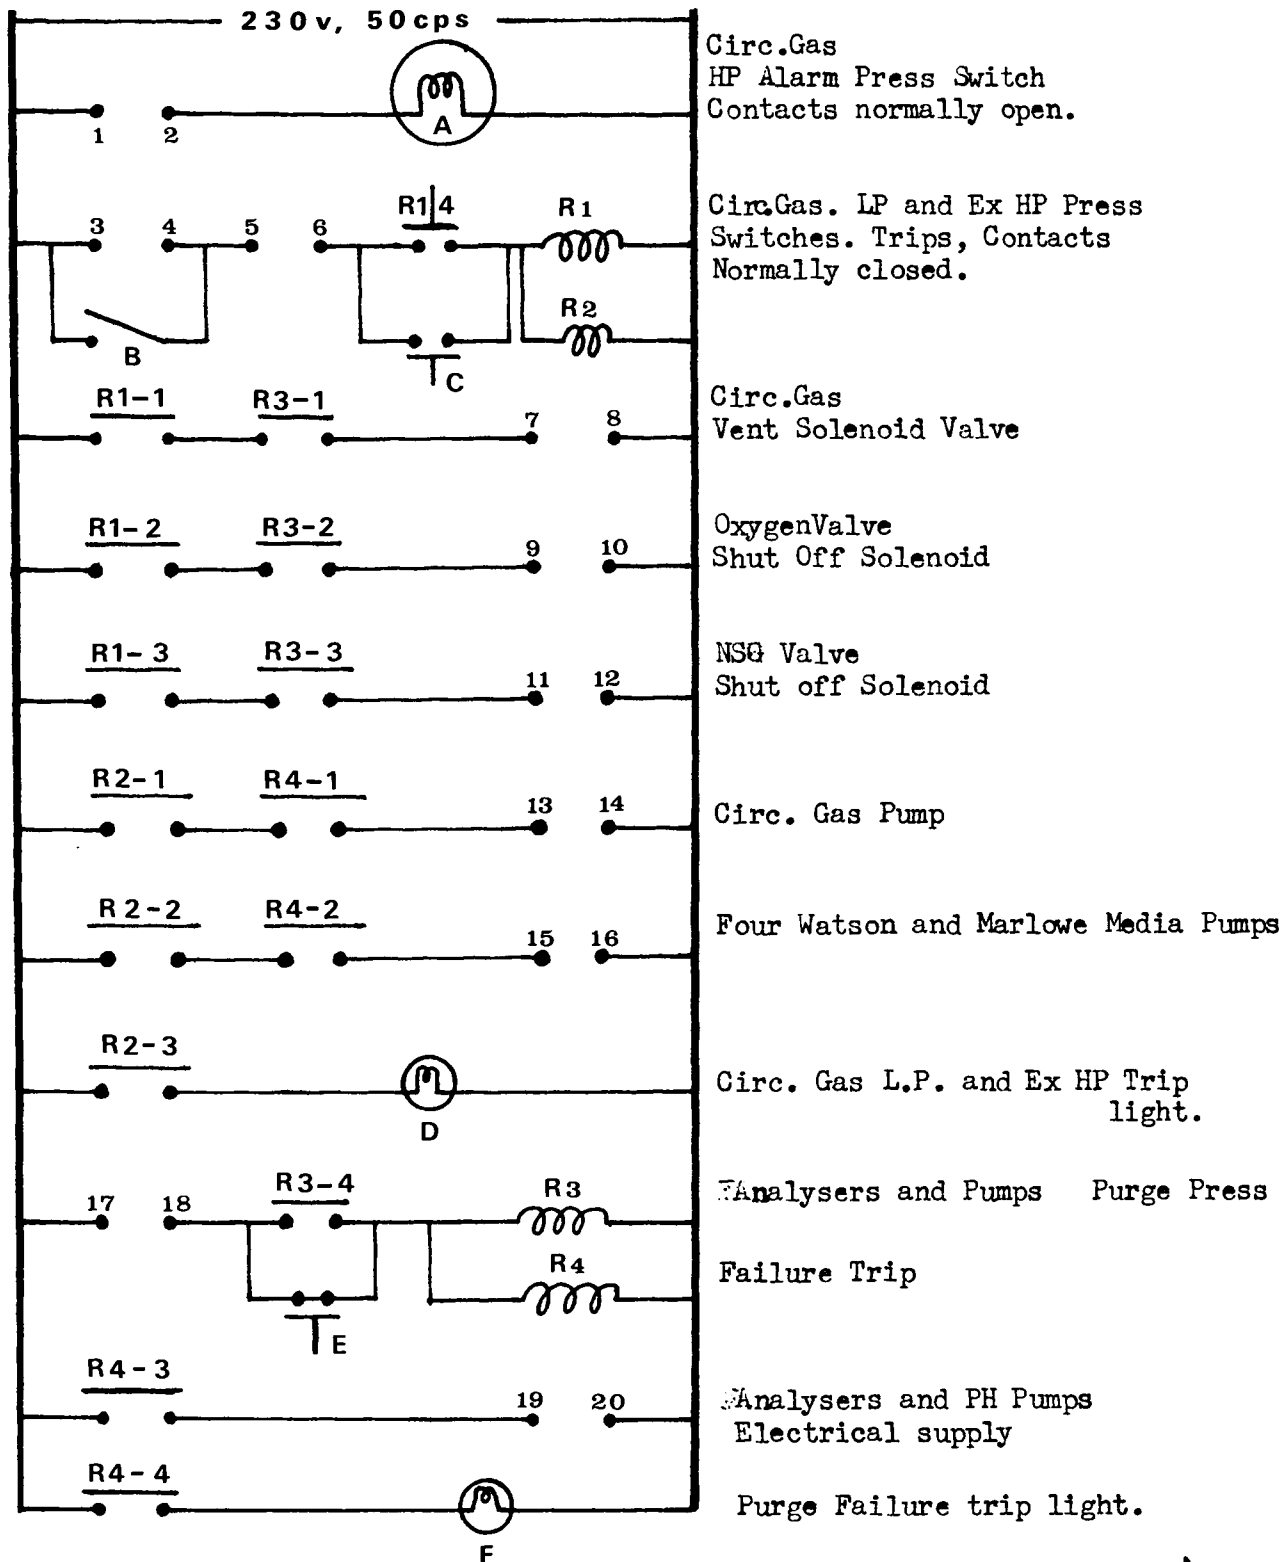 230v, 50cps
Circ.Gas
HP Alarm Press Switch
Contacts normally open.
A
1 2
3 4 5 6 R1 4 R1
Circ.Gas. LP and Ex HP Press
Switches. Trips, Contacts
Normally closed.
R2
B
C
R1-1 R3-1
7 8
Circ.Gas
Vent Solenoid Valve
R1-2 R3-2
9 10
OxygenValve
Shut Off Solenoid
R1-3 R3-3
11 12
NSG Valve
Shut off Solenoid
R2-1 R4-1
13 14
Circ. Gas Pump
R2-2 R4-2
15 16
Four Watson and Marlowe Media Pumps
R2-3
D
Circ. Gas L.P. and Ex HP Trip
light.
17 18 R3-4 R3
Analysers and Pumps Purge Press
R4
Failure Trip
E
R4-3
19 20
Analysers and PH Pumps
Electrical supply
R4-4
Purge Failure trip light.
F